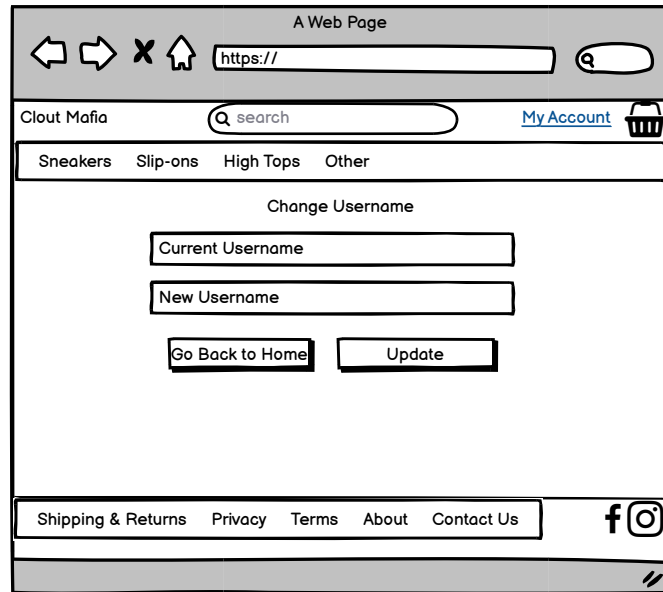 A Web Page
https://
Clout Mafia
search
My Account
Sneakers Slip-ons High Tops Other
Change Username
Current Username
New Username
Go Back to Home Update
Shipping & Returns Privacy Terms About Contact Us